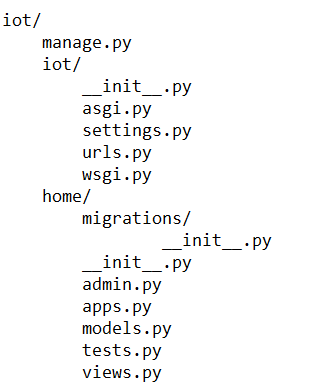 iot/
manage.py
iot/
__init__.py
asgi.py
settings.py
urls.py
wsgi.py
home/
migrations/
__init__.py
__init__.py
admin.py
apps.py
models.py
tests.py
views.py